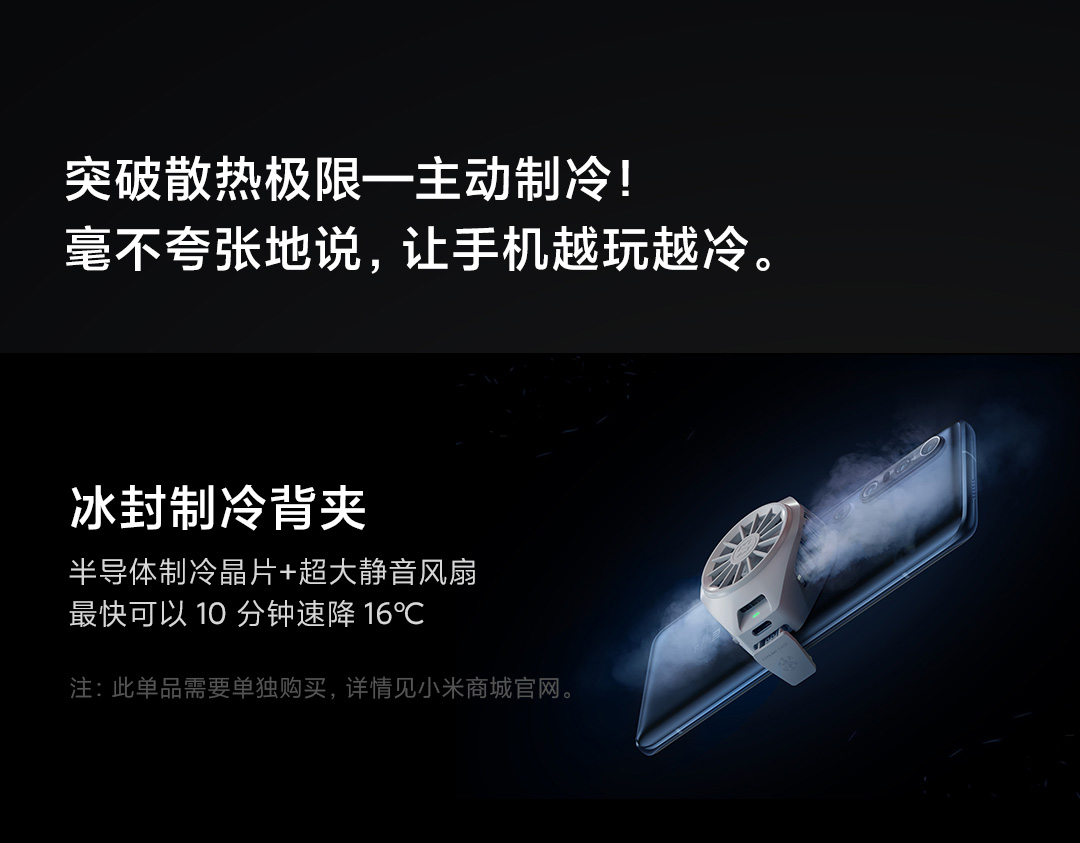 突破散热极限—主动制冷！
毫不夸张地说，让手机越玩越冷。
冰封制冷背夹
半导体制冷晶片+超大静音风扇
最快可以 10 分钟速降 16℃
注：此单品需要单独购买，详情见小米商城官网。